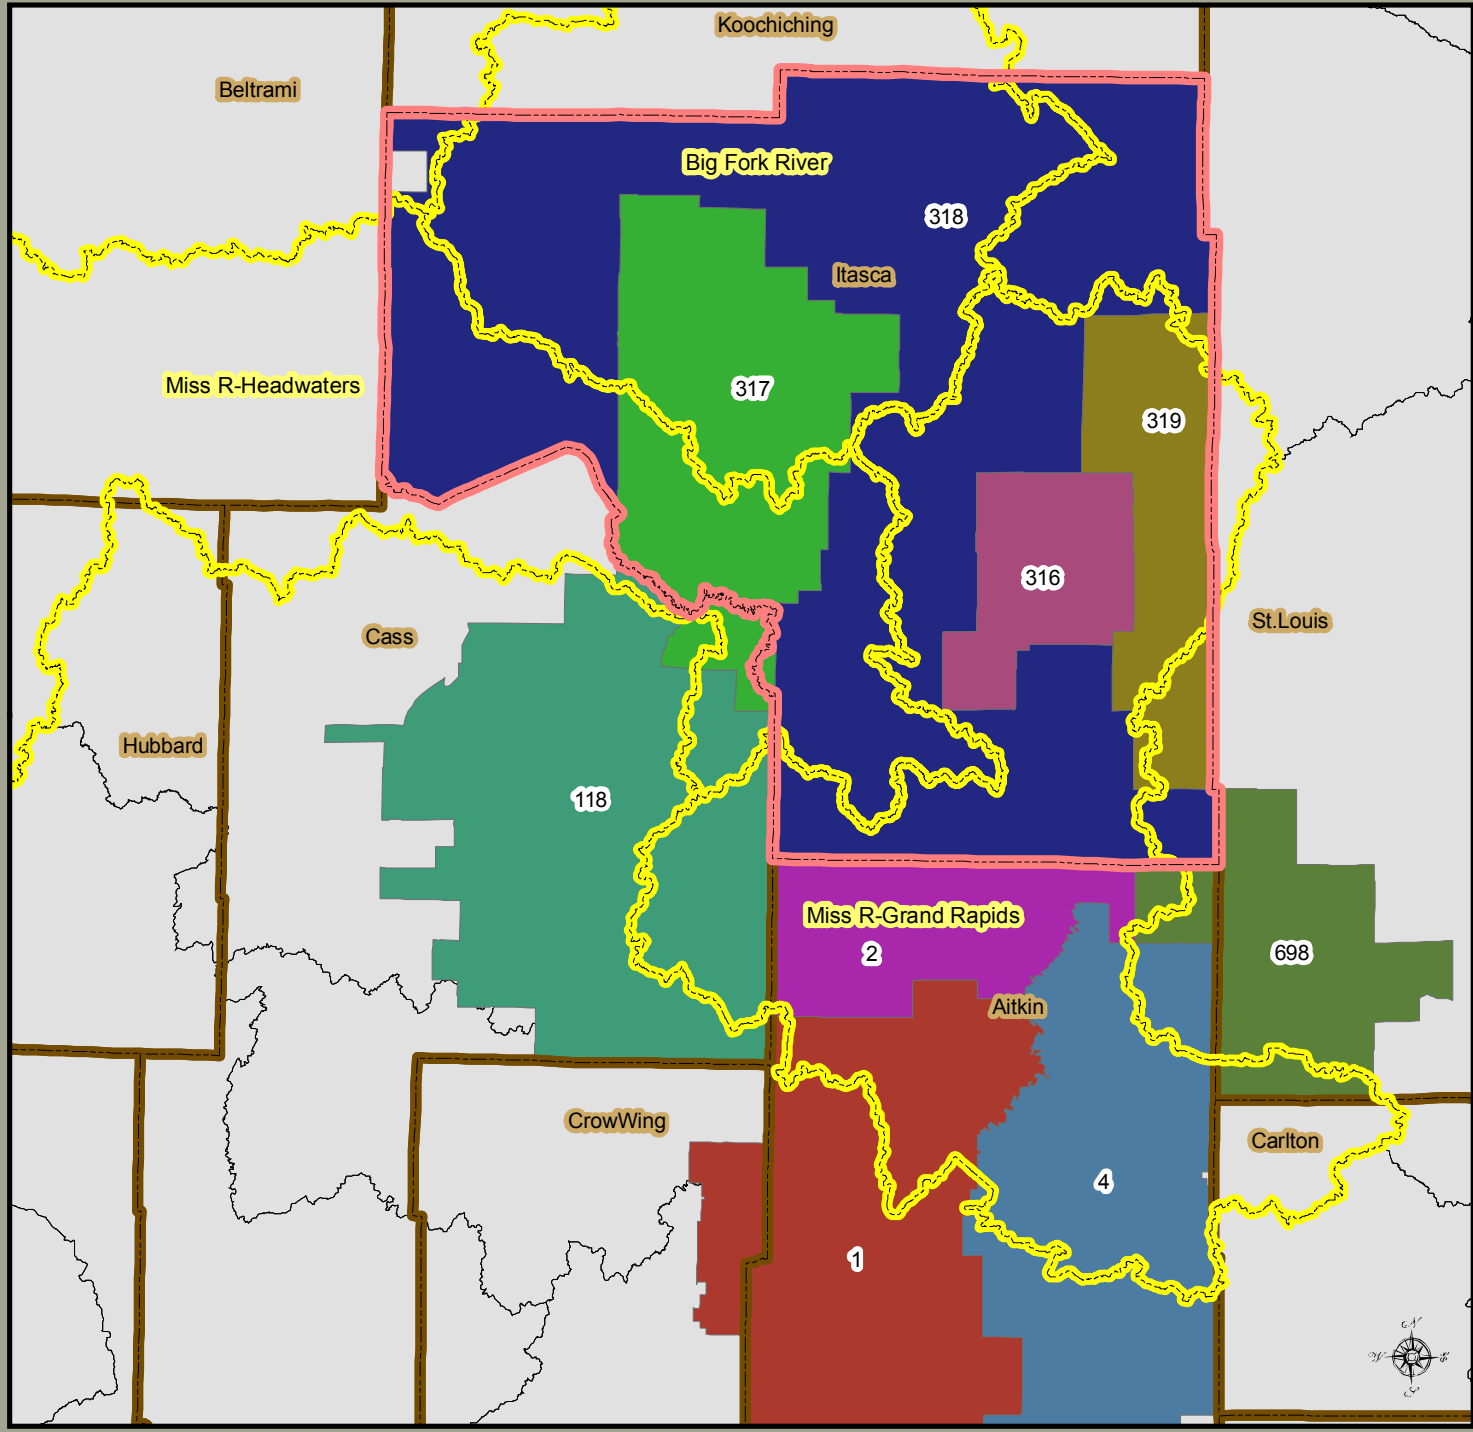 Koochiching
Beltrami
Big Fork River
318
Itasca
Miss R-Headwaters
317
319
316
Cass
St.Louis
Hubbard
118
Miss R-Grand Rapids
2
698
Aitkin
CrowWing
Carlton
4
1
N
W
E
S